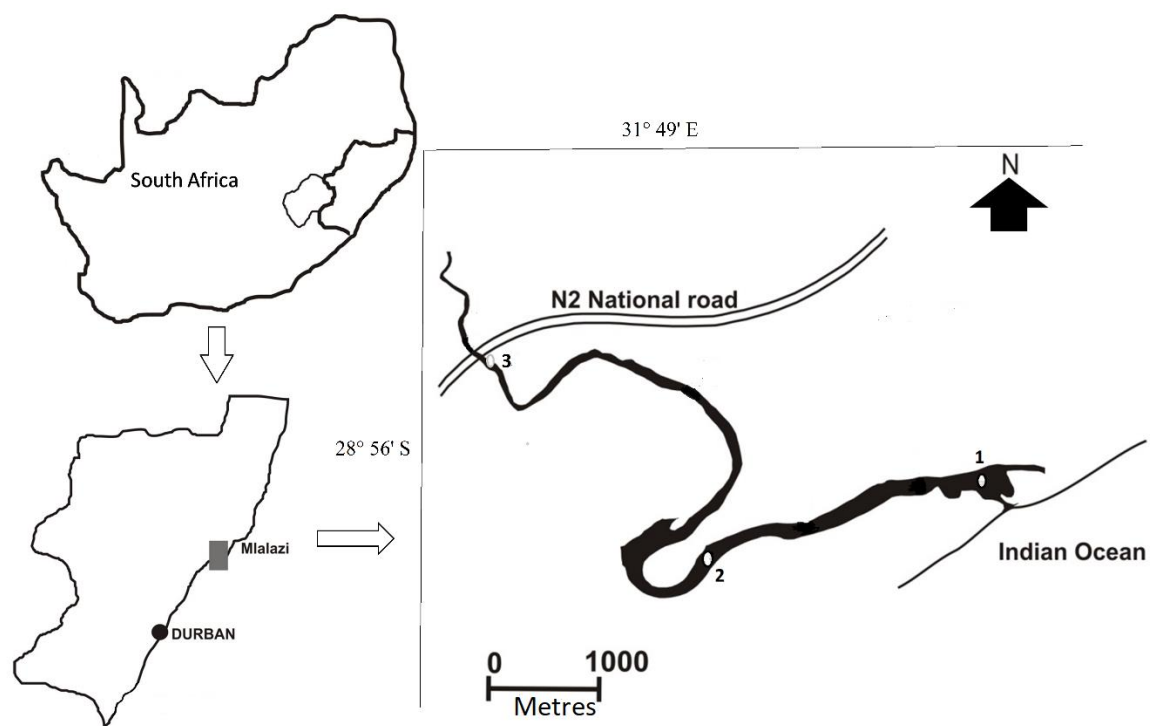 South Africa
Mlalazi
DURBAN
31° 49' E
N
N2 National road
3
28° 56' S
1
2
Indian Ocean
0 1000
Metres